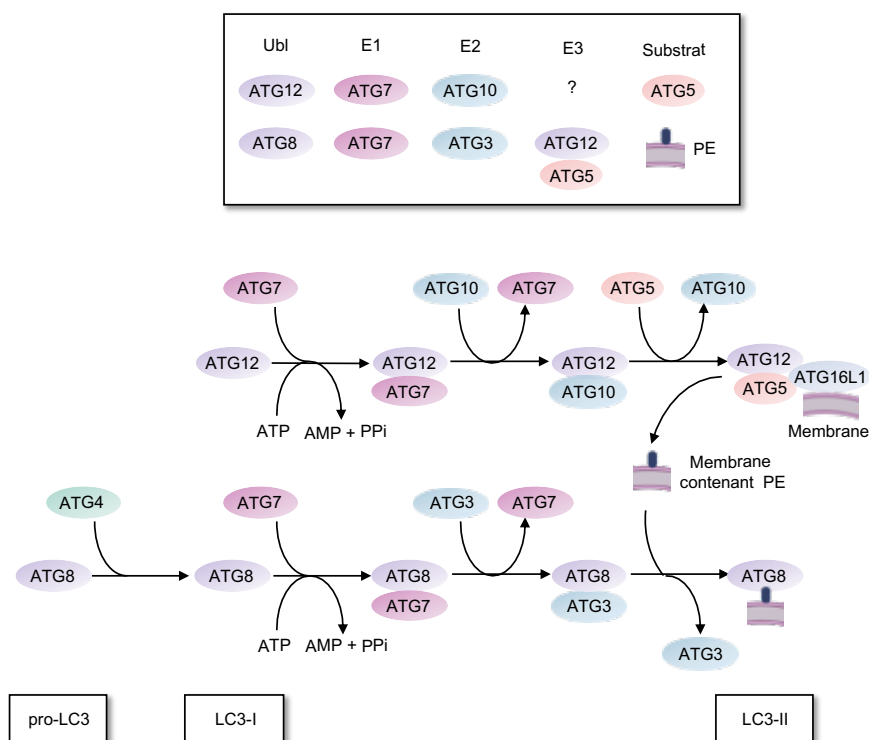 Ubl E1 E2 E3 Substrat
ATG12 ATG7 ATG10 ? ATG5
ATG8 ATG7 ATG3 ATG12 PE
ATG5
ATG7 ATG10 ATG7 ATG5 ATG10
ATG12 ATG12 ATG12 ATG12
ATG7 ATG10 ATG5 ATG16L1
ATP AMP + PPi Membrane
Membrane
contenant PE
ATG4 ATG7 ATG3 ATG7
ATG8 ATG8 ATG8 ATG8 ATG8
ATG7 ATG3
ATP AMP + PPi ATG3
pro-LC3 LC3-I LC3-II